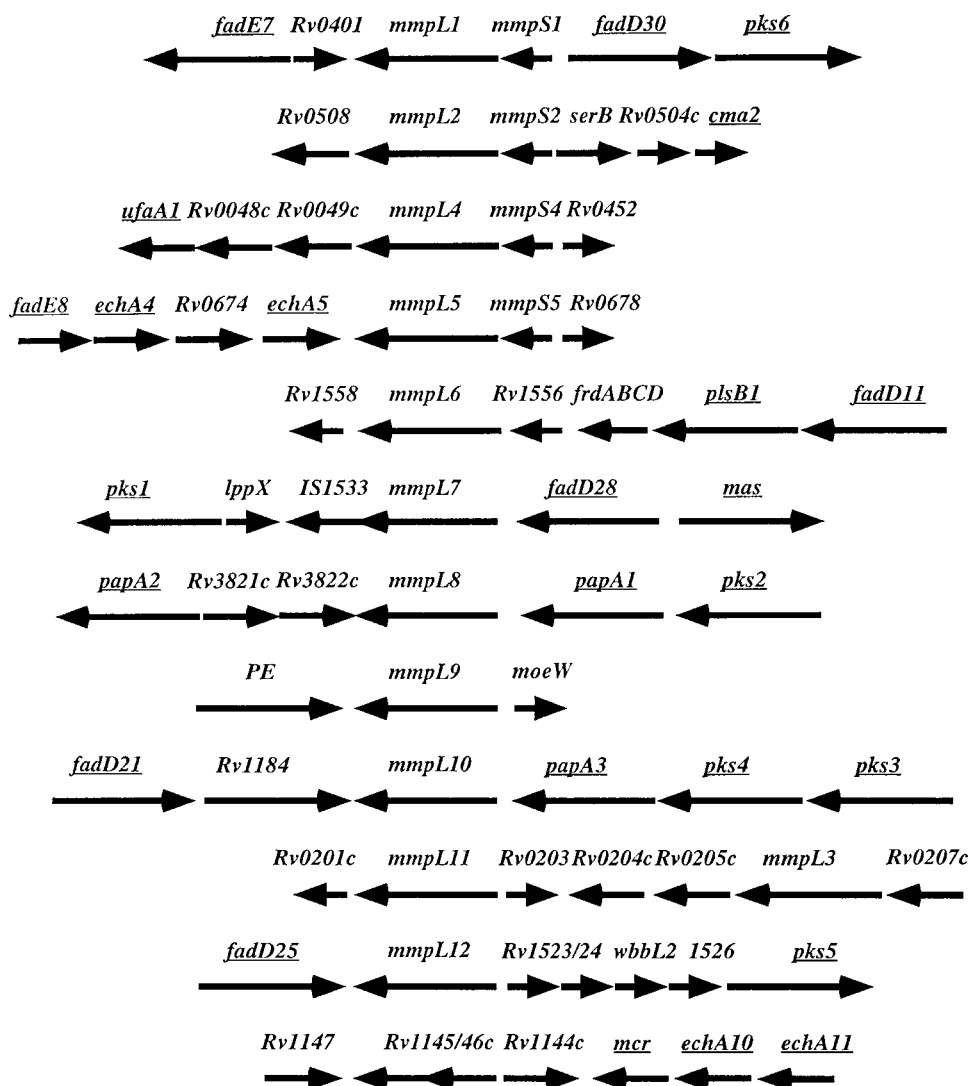 fadE7 Rv0401 mmpL1 mmpS1 fadD30 pks6
Rv0508 mmpL2 mmpS2 serB Rv0504c cma2
ufaA1 Rv0048c Rv0049c mmpL4 mmpS4 Rv0452
fadE8 echA4 Rv0674 echA5 mmpL5 mmpS5 Rv0678
Rv1558 mmpL6 Rv1556 frdABCD plsB1 fadD11
pks1 lppX IS1533 mmpL7 fadD28 mas
papA2 Rv3821c Rv3822c mmpL8 papA1 pks2
PE mmpL9 moeW
fadD21 Rv1184 mmpL10 papA3 pks4 pks3
Rv0201c mmpL11 Rv0203 Rv0204c Rv0205c mmpL3 Rv0207c
fadD25 mmpL12 Rv1523/24 wbbL2 1526 pks5
Rv1147 Rv1145/46c Rv1144c mcr echA10 echA11